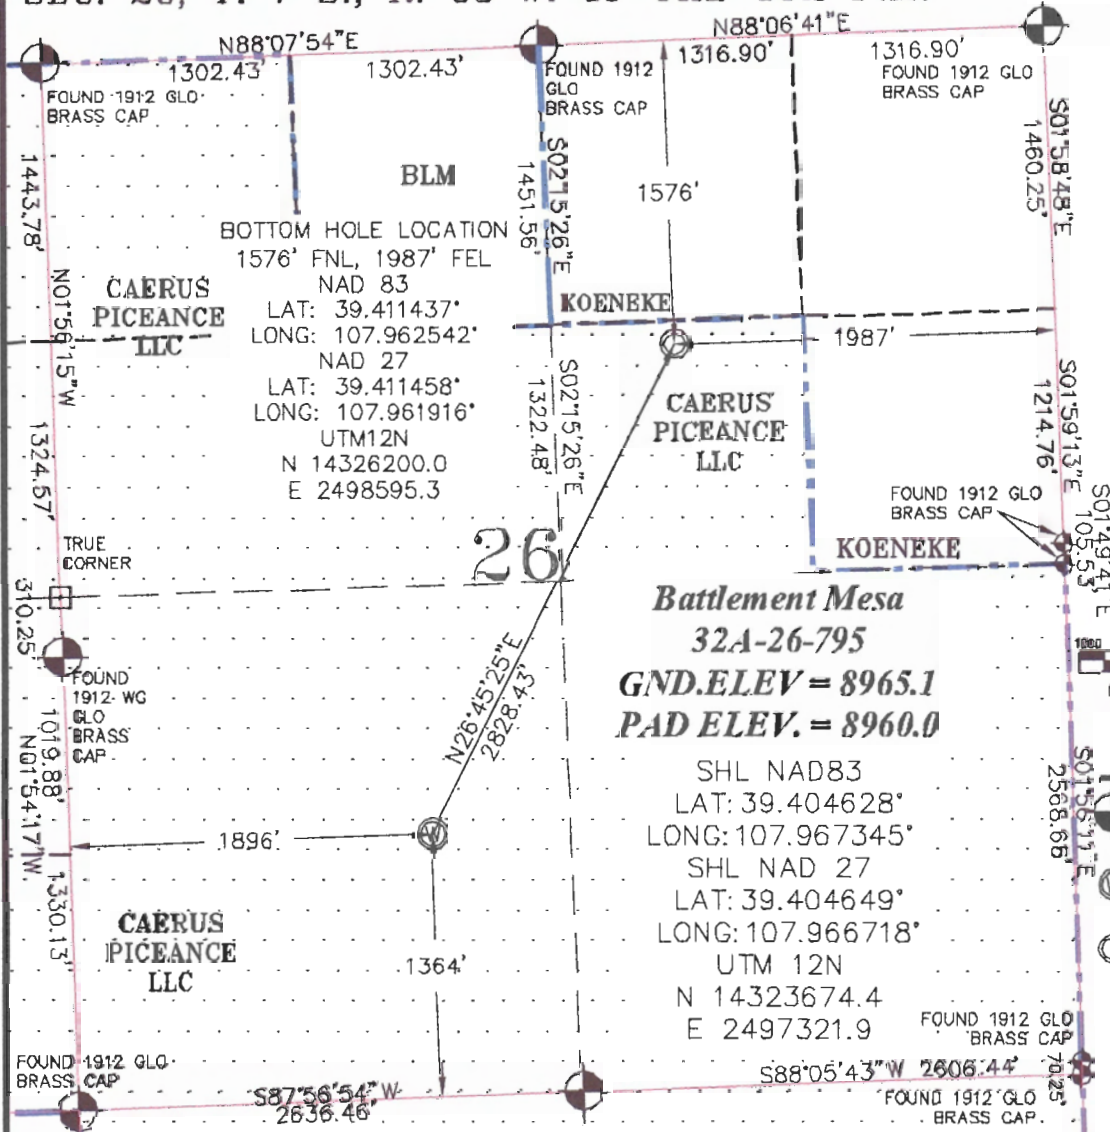 N88°07'54"E
1302.43'
1302.43'
N88°06'41"E
1316.90'
1316.90'
FOUND 1912 GLO
BRASS CAP
FOUND 1912
GLO
BRASS CAP
FOUND 1912 GLO
BRASS CAP
1443.78'
N01°56'15"W
BLM
1451.56'
S02°15'26"E
1576'
S01°58'48"E
1460.25'
BOTTOM HOLE LOCATION
1576' FNL, 1987' FEL
NAD 83
LAT: 39.411437°
LONG: 107.962542°
NAD 27
LAT: 39.411458°
LONG: 107.961916°
UTM12N
N 14326200.0
E 2498595.3
CAERUS
PICEANCE
LLC
KOENEKE
1987'
S02°15'26"E
1322.48'
CAERUS
PICEANCE
LLC
S01°59'13"E
1214.76'
1324.57'
FOUND 1912 GLO
BRASS CAP
105.53'
S01°49'41"E
TRUE
CORNER
26
KOENEKE
310.25'
Battlement Mesa
32A-26-795
GND.ELEV = 8965.1
PAD ELEV. = 8960.0
FOUND
1912 WG
GLO
BRASS
CAP
N26°45'25"E
2828.43'
1019.88'
N01°54'17"W
SHL NAD83
LAT: 39.404628°
LONG: 107.967345°
SHL NAD 27
LAT: 39.404649°
LONG: 107.966718°
UTM 12N
N 14323674.4
E 2497321.9
1896'
W
1330.13'
CAERUS
PICEANCE
LLC
1364'
FOUND 1912 GLO
BRASS CAP
FOUND 1912 GLO
BRASS CAP
S87°56'54"W
2636.46'
S88°05'43"W 2606.44'
70.25'
FOUND 1912 GLO
BRASS CAP